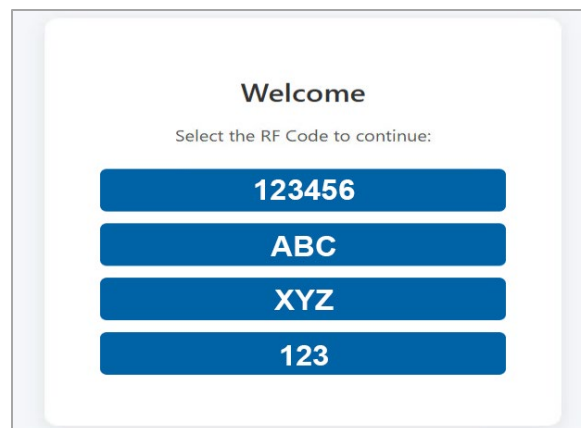 Welcome
Select the RF Code to continue:
123456
ABC
XYZ
123